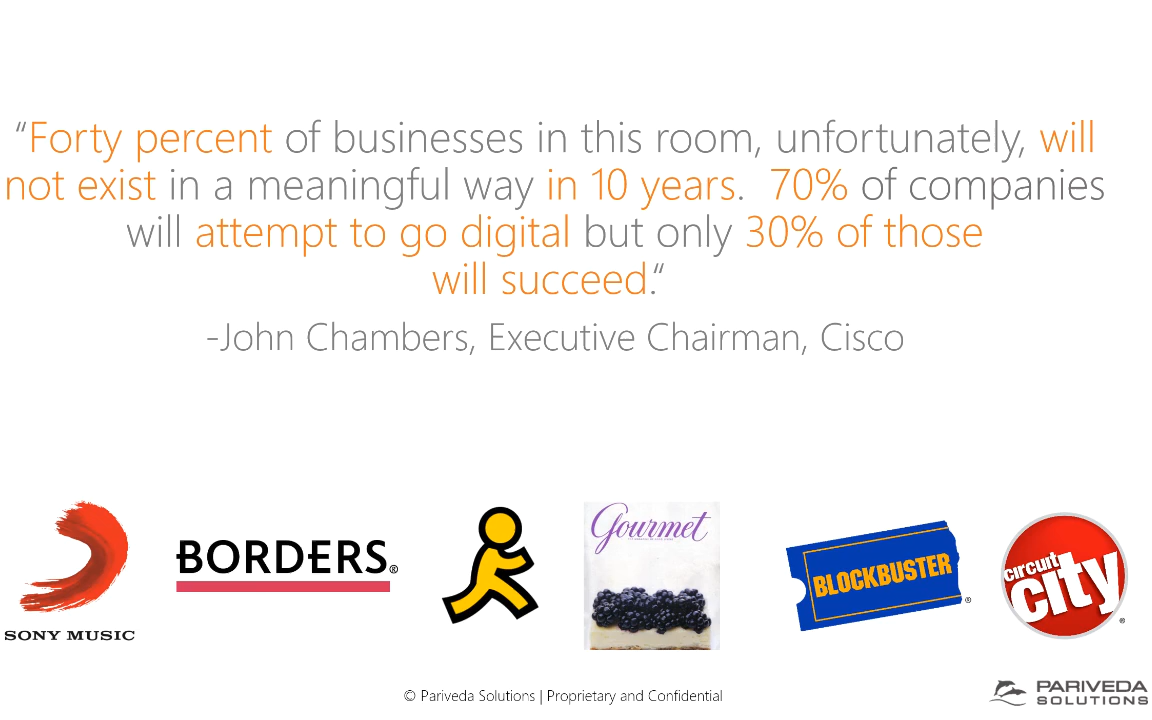 “Forty percent of businesses in this room, unfortunately, will
not exist in a meaningful way in 10 years.  70% of companies
will attempt to go digital but only 30% of those
will succeed.“
-John Chambers, Executive Chairman, Cisco
SONY MUSIC
BORDERS®
Gourmet
BLOCKBUSTER®
circuit
city®
© Pariveda Solutions | Proprietary and Confidential
PARIVEDA
SOLUTIONS